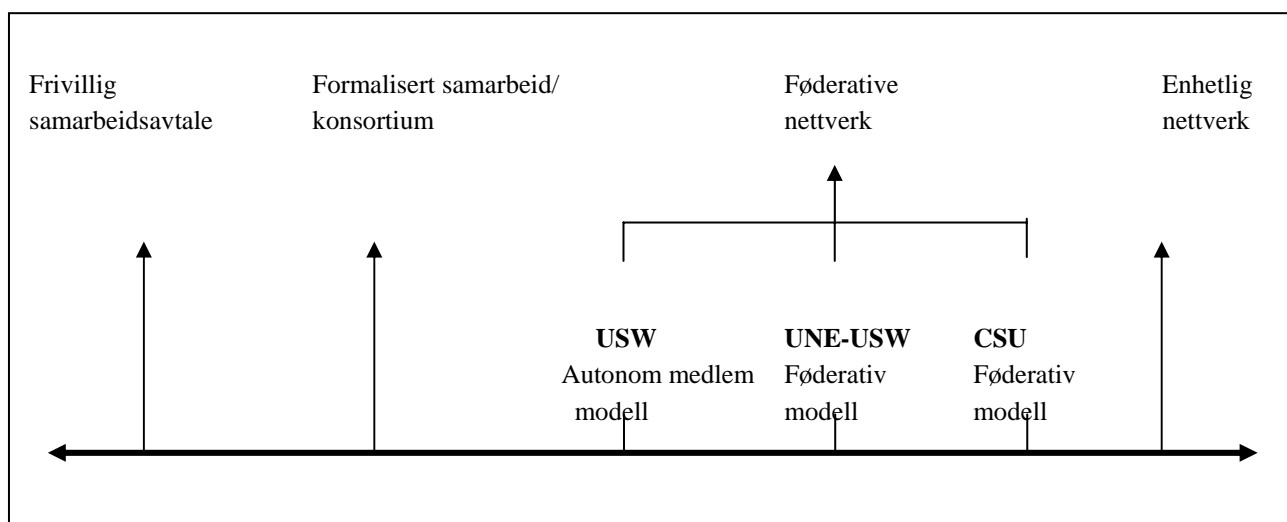 Frivillig
samarbeidsavtale
Formalisert samarbeid/
konsortium
Føderative
nettverk
Enhetlig
nettverk
USW
Autonom medlem
modell
UNE-USW
Føderativ
modell
CSU
Føderativ
modell